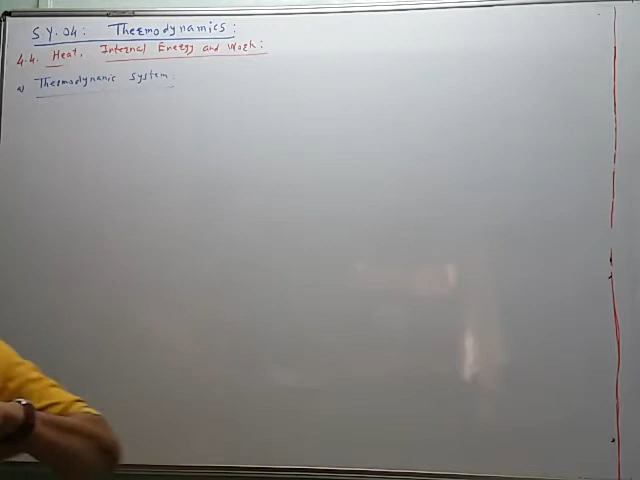 S.Y. 04: Thermodynamics:
4.4. Heat, Internal Energy and Work:
a) Thermodynamic System: